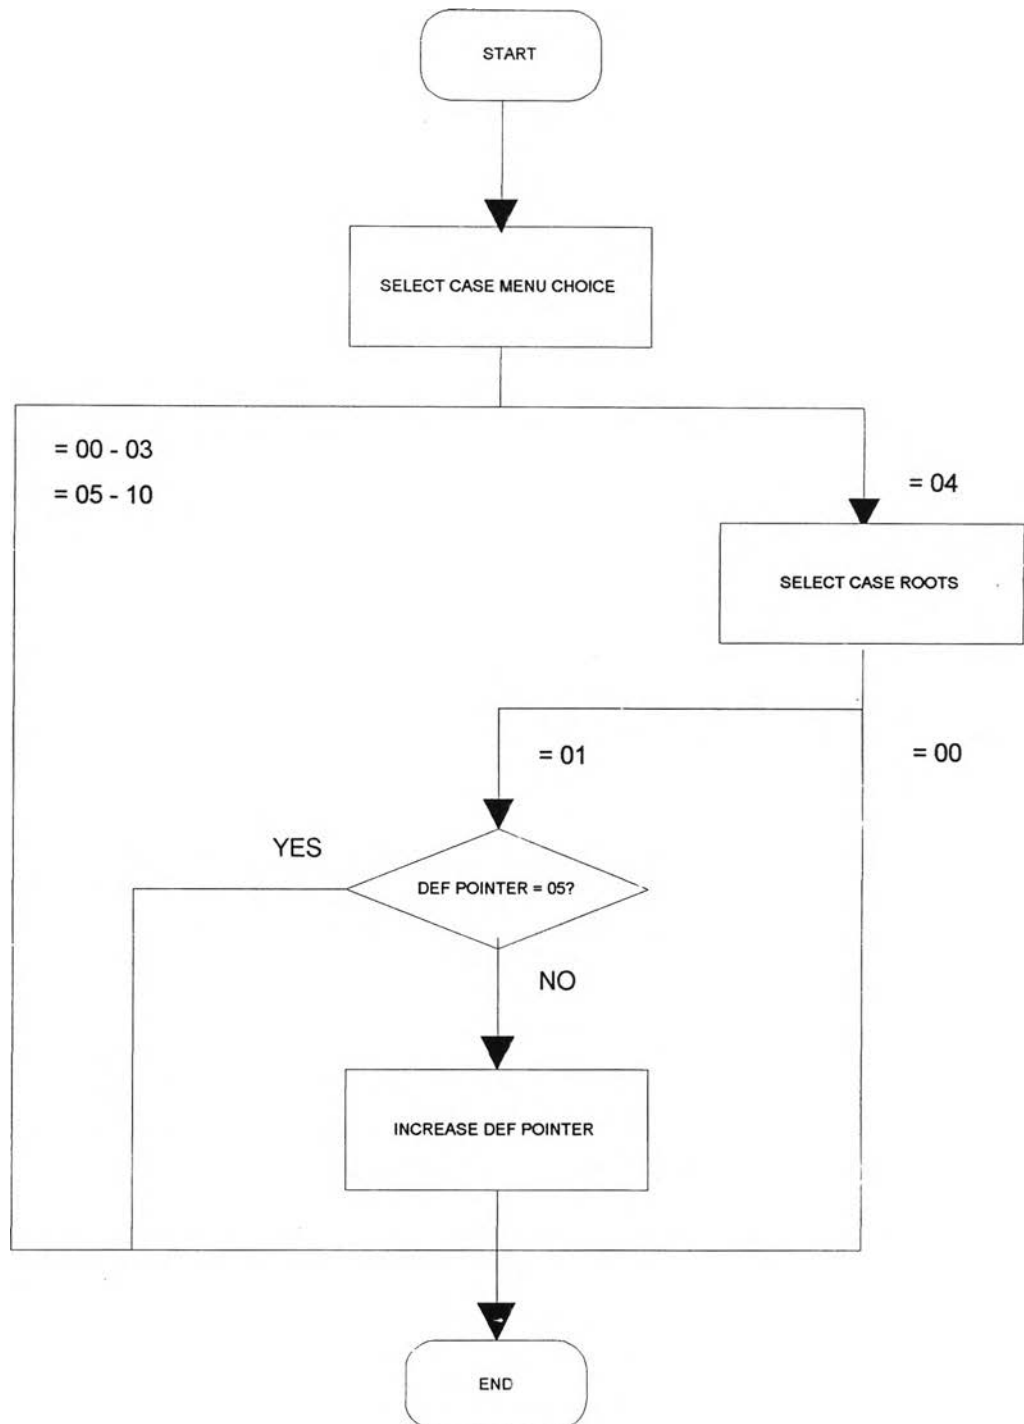 START
SELECT CASE MENU CHOICE
= 00 - 03
= 05 - 10
= 04
SELECT CASE ROOTS
= 01
= 00
YES
DEF POINTER = 05?
NO
INCREASE DEF POINTER
END